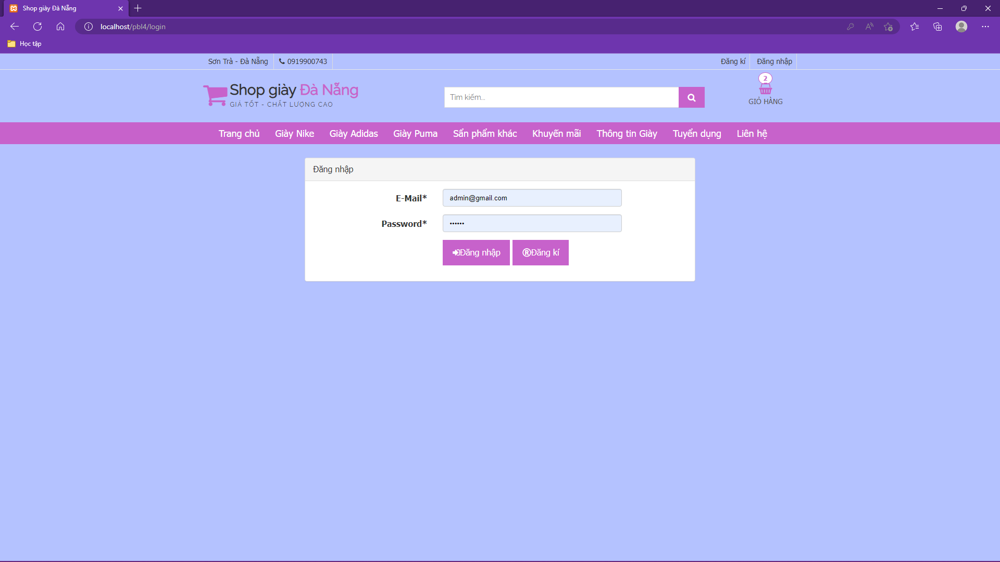 Shop giày Đà Nẵng
localhost/pbl4/login
Học tập
Sơn Trà - Đà Nẵng 0919900743 Đăng kí Đăng nhập
Shop giày Đà Nẵng
GIÁ TỐT - CHẤT LƯỢNG CAO
Tìm kiếm...
2
GIỎ HÀNG
Trang chủ Giày Nike Giày Adidas Giày Puma Sẩn phẩm khác Khuyến mãi Thông tin Giày Tuyển dụng Liên hệ
Đăng nhập
E-Mail* admin@gmail.com
Password* ••••••
Đăng nhập ®Đăng kí